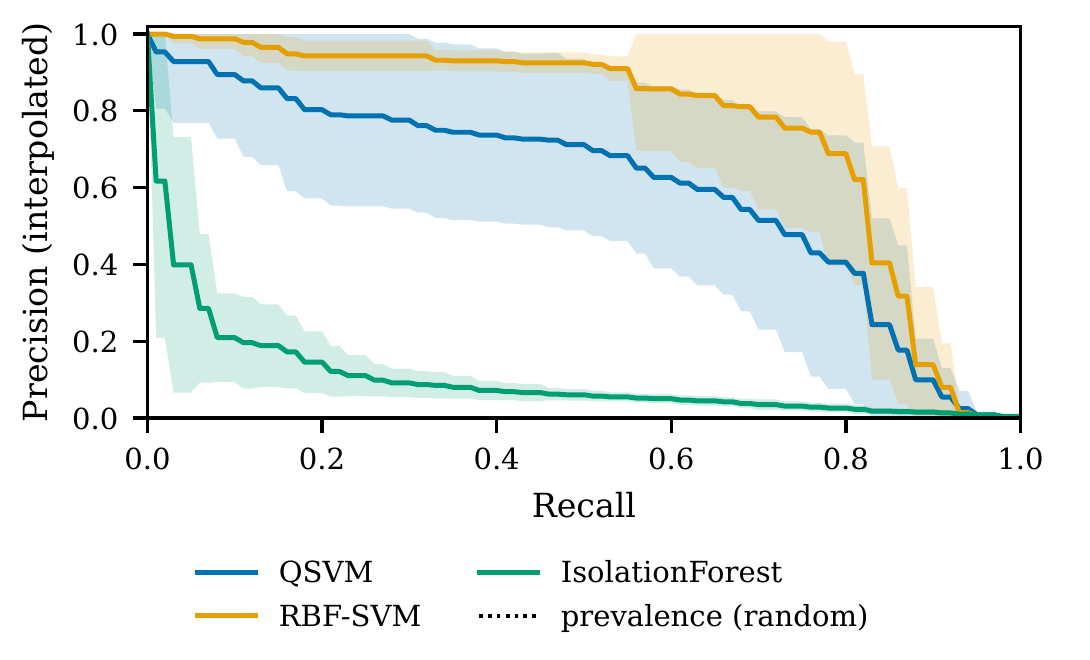 Precision (interpolated)
1.0
0.8
0.6
0.4
0.2
0.0
0.0 0.2 0.4 0.6 0.8 1.0
Recall
QSVM IsolationForest
RBF-SVM prevalence (random)